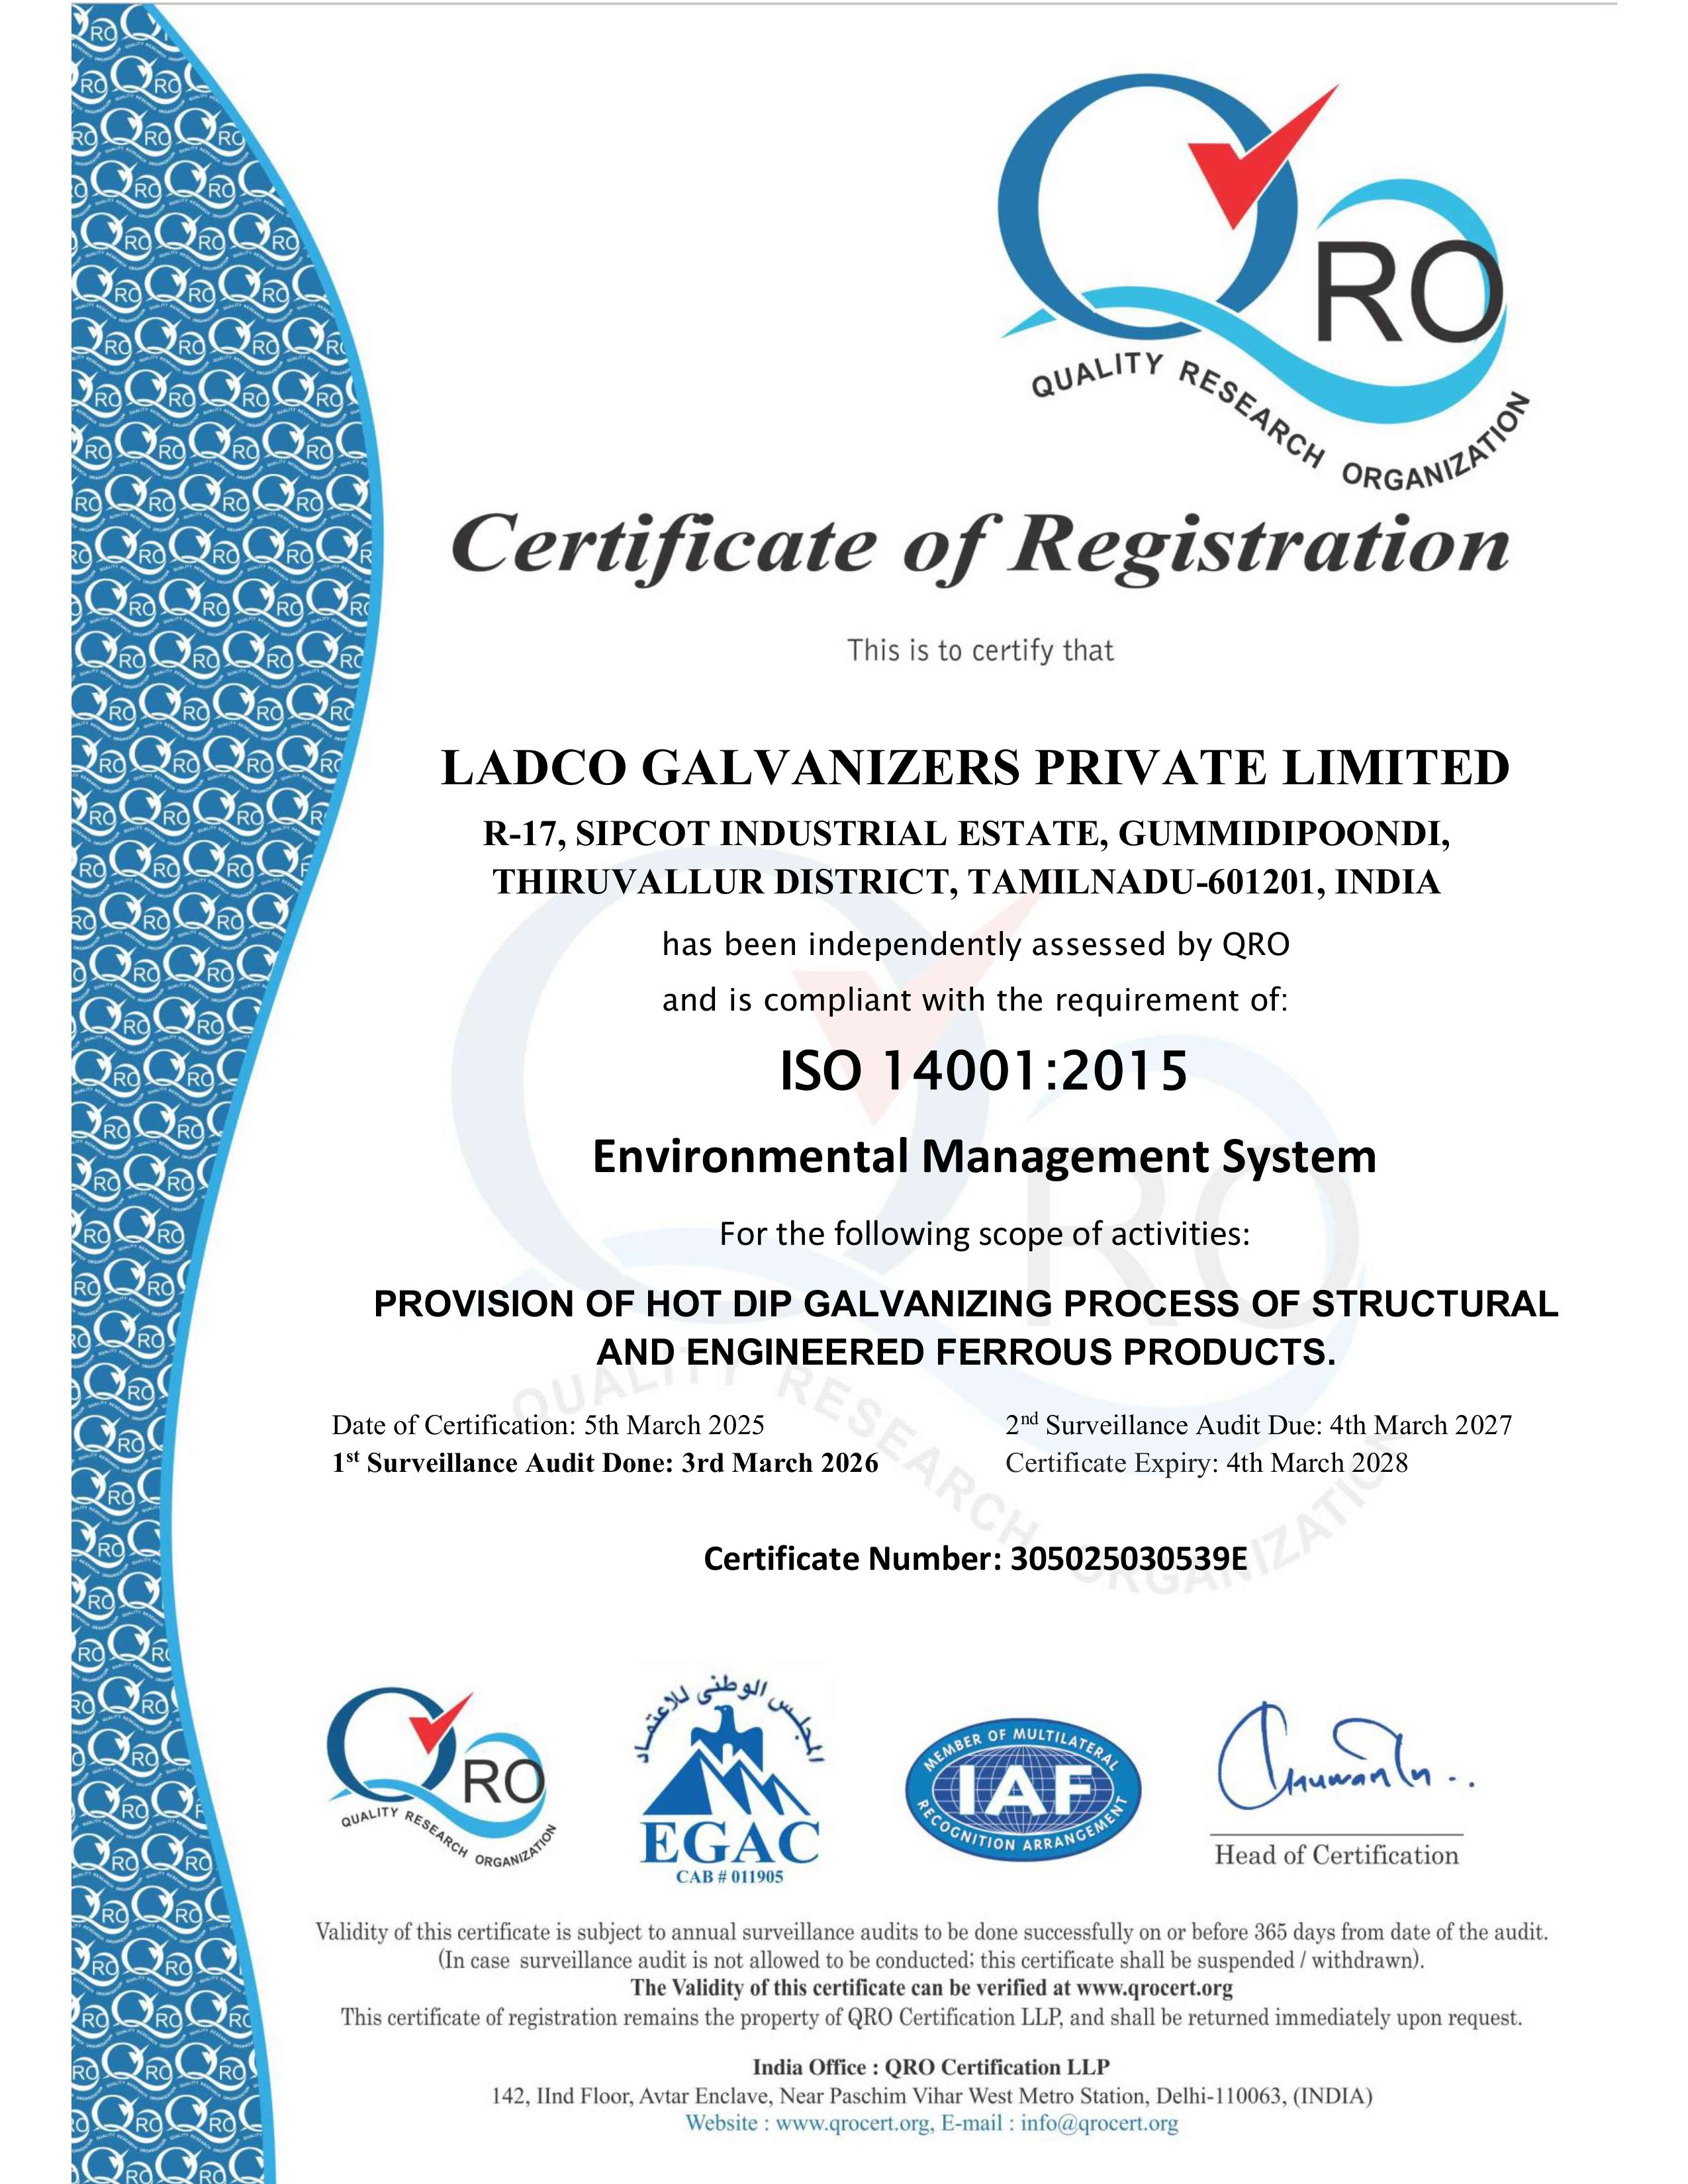 QRO
QUALITY RESEARCH ORGANIZATION
Certificate of Registration
This is to certify that
LADCO GALVANIZERS PRIVATE LIMITED
R-17, SIPCOT INDUSTRIAL ESTATE, GUMMIDIPOONDI,
THIRUVALLUR DISTRICT, TAMILNADU-601201, INDIA
has been independently assessed by QRO
and is compliant with the requirement of:
ISO 14001:2015
Environmental Management System
For the following scope of activities:
PROVISION OF HOT DIP GALVANIZING PROCESS OF STRUCTURAL
AND ENGINEERED FERROUS PRODUCTS.
Date of Certification: 5th March 2025
1st Surveillance Audit Done: 3rd March 2026
2nd Surveillance Audit Due: 4th March 2027
Certificate Expiry: 4th March 2028
Certificate Number: 305025030539E
QRO
QUALITY RESEARCH ORGANIZATION
المجلس الوطنى للاعتماد
EGAC
CAB # 011905
MEMBER OF MULTILATERAL
IAF
RECOGNITION ARRANGEMENT
Head of Certification
Validity of this certificate is subject to annual surveillance audits to be done successfully on or before 365 days from date of the audit.
(In case surveillance audit is not allowed to be conducted; this certificate shall be suspended / withdrawn).
The Validity of this certificate can be verified at www.qrocert.org
This certificate of registration remains the property of QRO Certification LLP, and shall be returned immediately upon request.
India Office : QRO Certification LLP
142, IInd Floor, Avtar Enclave, Near Paschim Vihar West Metro Station, Delhi-110063, (INDIA)
Website : www.qrocert.org, E-mail : info@qrocert.org